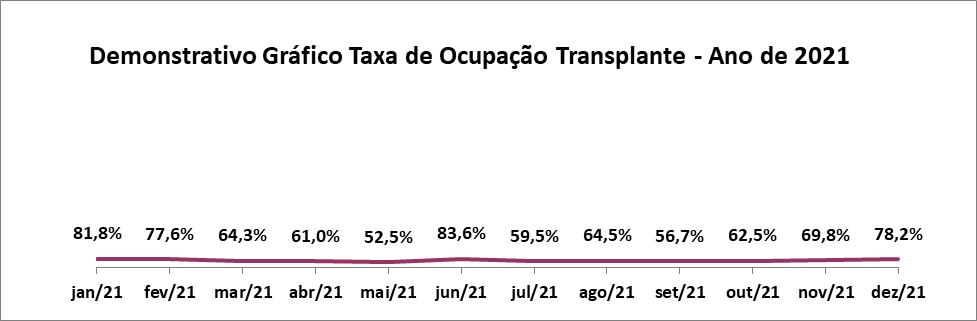 Demonstrativo Gráfico Taxa de Ocupação Transplante - Ano de 2021
81,8% 77,6% 64,3% 61,0% 52,5% 83,6% 59,5% 64,5% 56,7% 62,5% 69,8% 78,2%
jan/21 fev/21 mar/21 abr/21 mai/21 jun/21 jul/21 ago/21 set/21 out/21 nov/21 dez/21